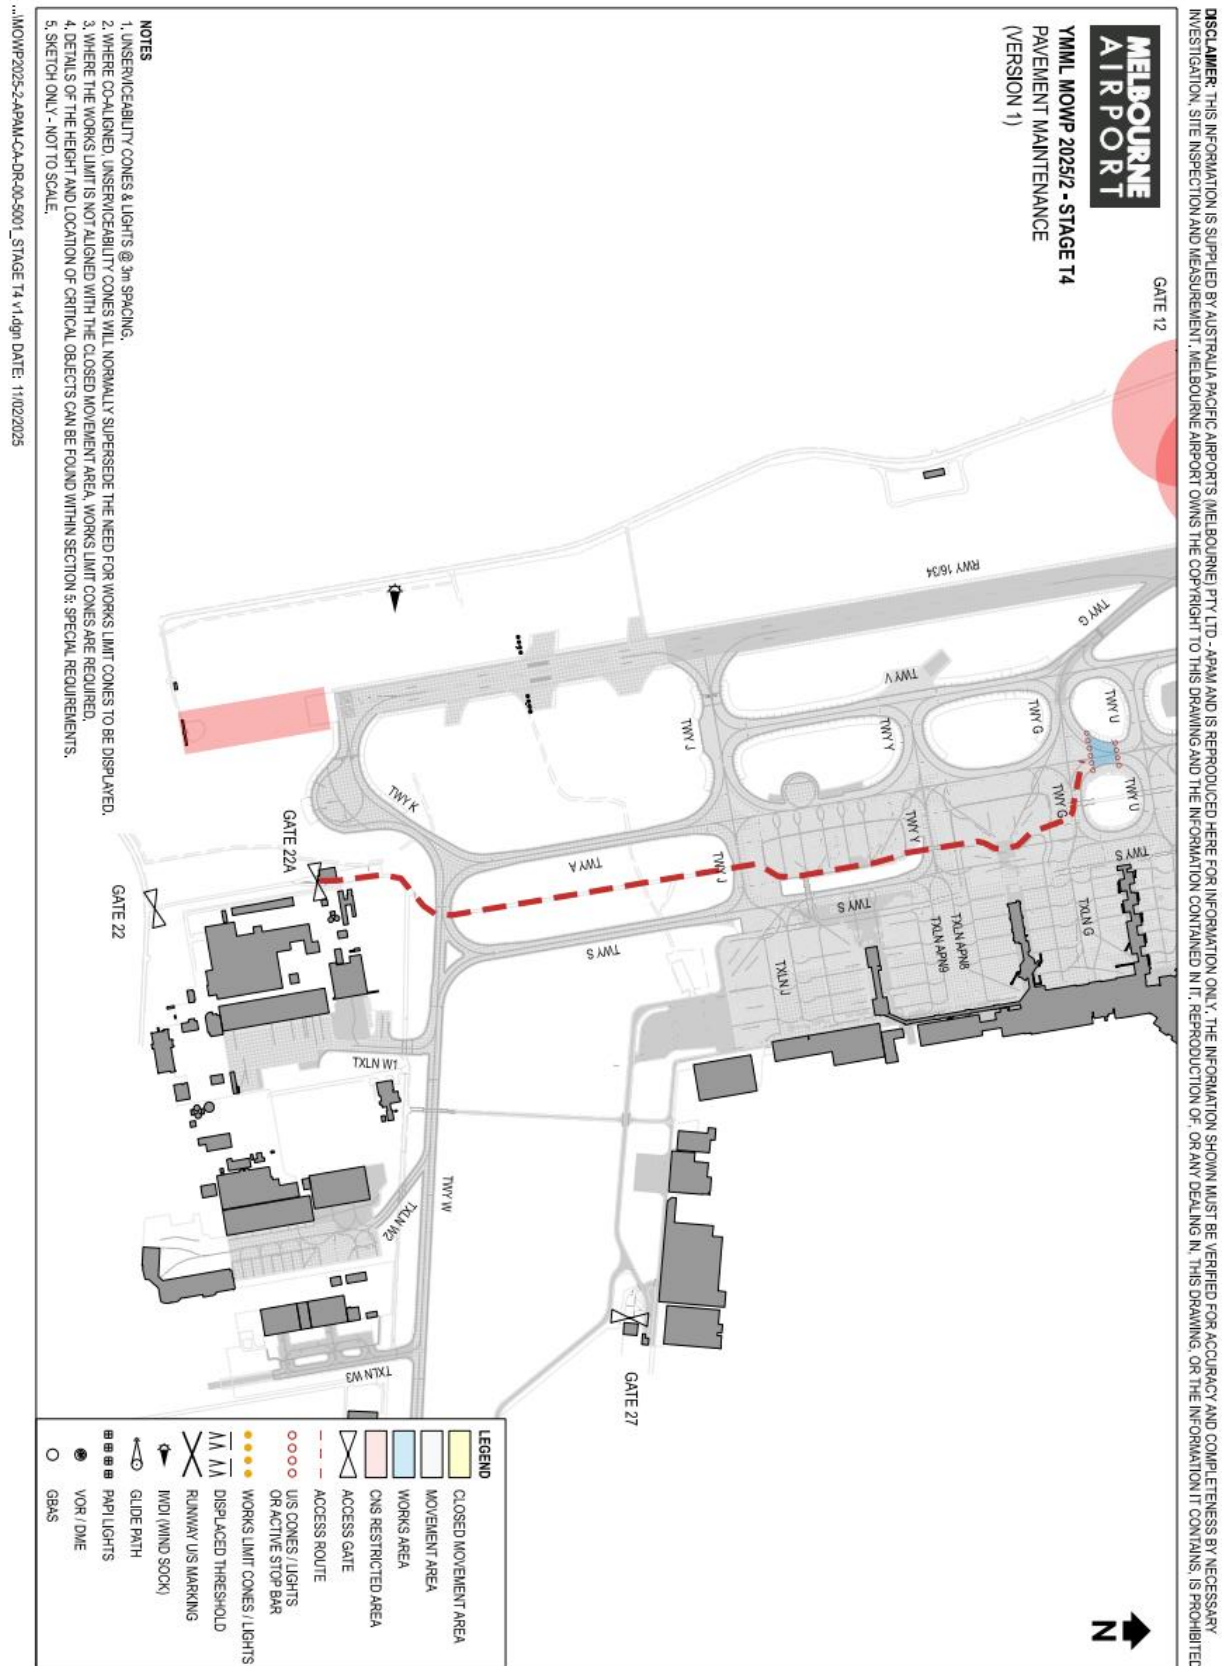 DISCLAIMER: THIS INFORMATION IS SUPPLIED BY AUSTRALIA PACIFIC AIRPORTS (MELBOURNE) PTY LTD - APAM AND IS REPRODUCED HERE FOR INFORMATION ONLY. THE INFORMATION SHOWN MUST BE VERIFIED FOR ACCURACY AND COMPLETENESS BY NECESSARY
INVESTIGATION, SITE INSPECTION AND MEASUREMENT. MELBOURNE AIRPORT OWNS THE COPYRIGHT TO THIS DRAWING AND THE INFORMATION CONTAINED IN IT. REPRODUCTION OF, OR ANY DEALING IN, THIS DRAWING, OR THE INFORMATION IT CONTAINS, IS PROHIBITED
MELBOURNE
AIRPORT
YMML MOWP 2025/2 - STAGE T4
PAVEMENT MAINTENANCE
(VERSION 1)
GATE 12
RWY 16/34
TWY G
TWY U
TWY V
TWY G
TWY U
TWY Y
TWY J
TWY G
TWY S
TWY Y
TXLN G
TWY K
TWY A
TWY J
TWY S
TXLN APN8
TXLN APN9
TWY S
TXLN J
GATE 22A
GATE 22
TXLN W1
TWY W
TXLN W2
TXLN W3
GATE 27
N
NOTES
1. UNSERVICEABILITY CONES & LIGHTS @ 3m SPACING.
2. WHERE CO-ALIGNED, UNSERVICEABILITY CONES WILL NORMALLY SUPERSEDE THE NEED FOR WORKS LIMIT CONES TO BE DISPLAYED.
3. WHERE THE WORKS LIMIT IS NOT ALIGNED WITH THE CLOSED MOVEMENT AREA, WORKS LIMIT CONES ARE REQUIRED.
4. DETAILS OF THE HEIGHT AND LOCATION OF CRITICAL OBJECTS CAN BE FOUND WITHIN SECTION 5: SPECIAL REQUIREMENTS.
5. SKETCH ONLY - NOT TO SCALE.
LEGEND
CLOSED MOVEMENT AREA
MOVEMENT AREA
WORKS AREA
CNS RESTRICTED AREA
ACCESS GATE
ACCESS ROUTE
U/S CONES / LIGHTS
OR ACTIVE STOP BAR
WORKS LIMIT CONES / LIGHTS
DISPLACED THRESHOLD
RUNWAY U/S MARKING
IWDI (WIND SOCK)
GLIDE PATH
PAPI LIGHTS
VOR / DME
GBAS
...\MOWP2025-2-APAM-CA-DR-00-5001_STAGE T4 v1.dgn DATE: 11/02/2025